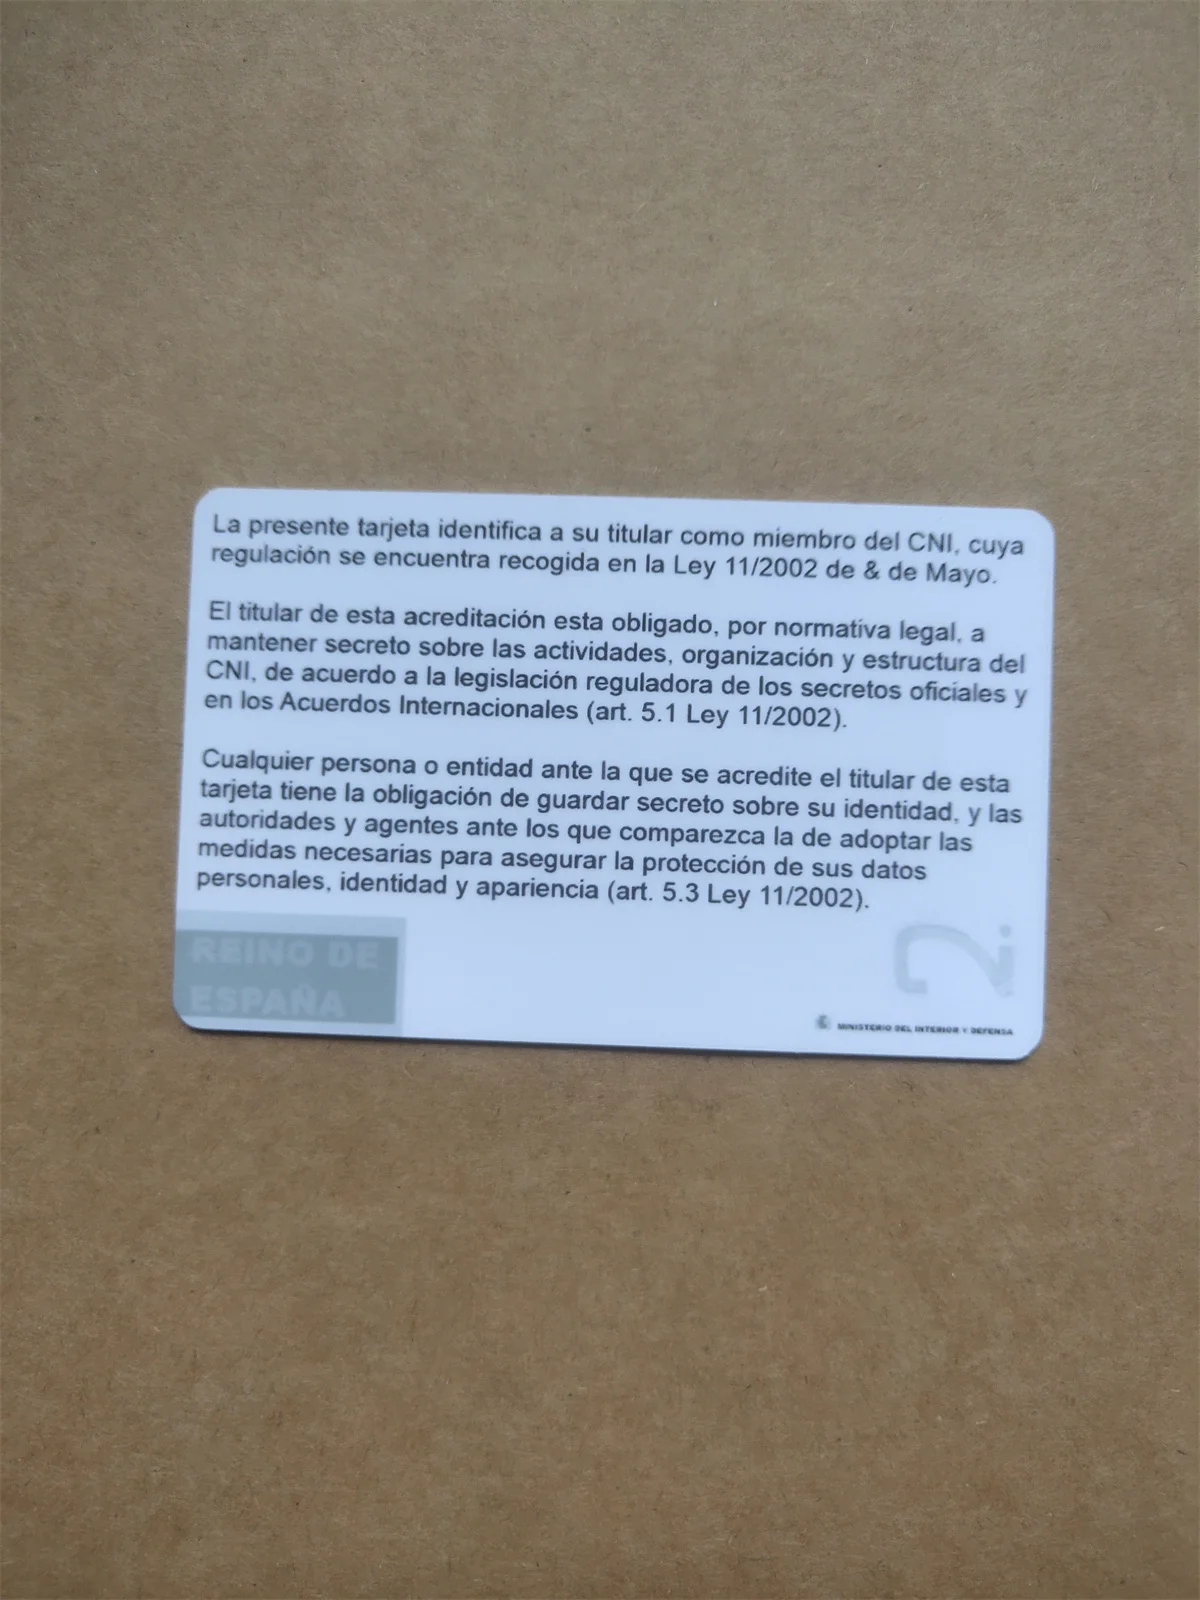 La presente tarjeta identifica a su titular como miembro del CNI, cuya
regulación se encuentra recogida en la Ley 11/2002 de & de Mayo.
El titular de esta acreditación esta obligado, por normativa legal, a
mantener secreto sobre las actividades, organización y estructura del
CNI, de acuerdo a la legislación reguladora de los secretos oficiales y
en los Acuerdos Internacionales (art. 5.1 Ley 11/2002).
Cualquier persona o entidad ante la que se acredite el titular de esta
tarjeta tiene la obligación de guardar secreto sobre su identidad, y las
autoridades y agentes ante los que comparezca la de adoptar las
medidas necesarias para asegurar la protección de sus datos
personales, identidad y apariencia (art. 5.3 Ley 11/2002).
REINO DE
ESPAÑA
2.
MINISTERIO DEL INTERIOR Y DEFENSA